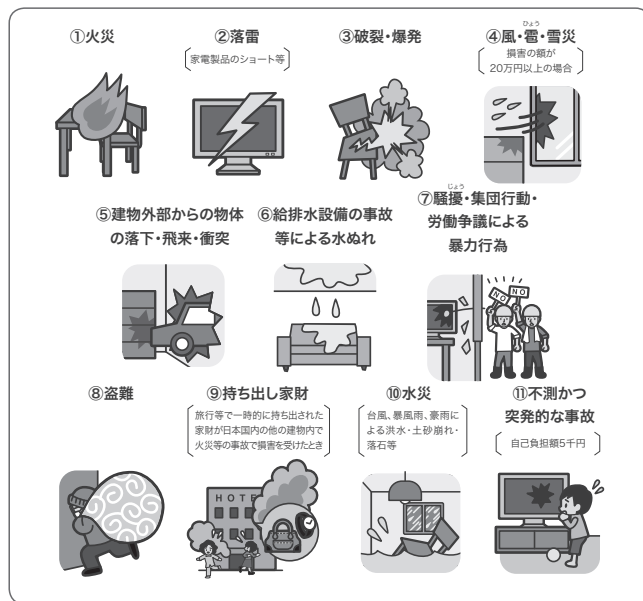 ①火災
②落雷
家電製品のショート等
③破裂・爆発
ひょう
④風・雹・雪災
損害の額が
20万円以上の場合
⑤建物外部からの物体
の落下・飛来・衝突
⑥給排水設備の事故
等による水ぬれ
じょう
⑦騒擾・集団行動・
労働争議による
暴力行為
NO
NO
⑧盗難
⑨持ち出し家財
旅行等で一時的に持ち出された
家財が日本国内の他の建物内で
火災等の事故で損害を受けたとき
HOTEL
⑩水災
台風、暴風雨、豪雨によ
る洪水・土砂崩れ・
落石等
⑪不測かつ
突発的な事故
自己負担額5千円